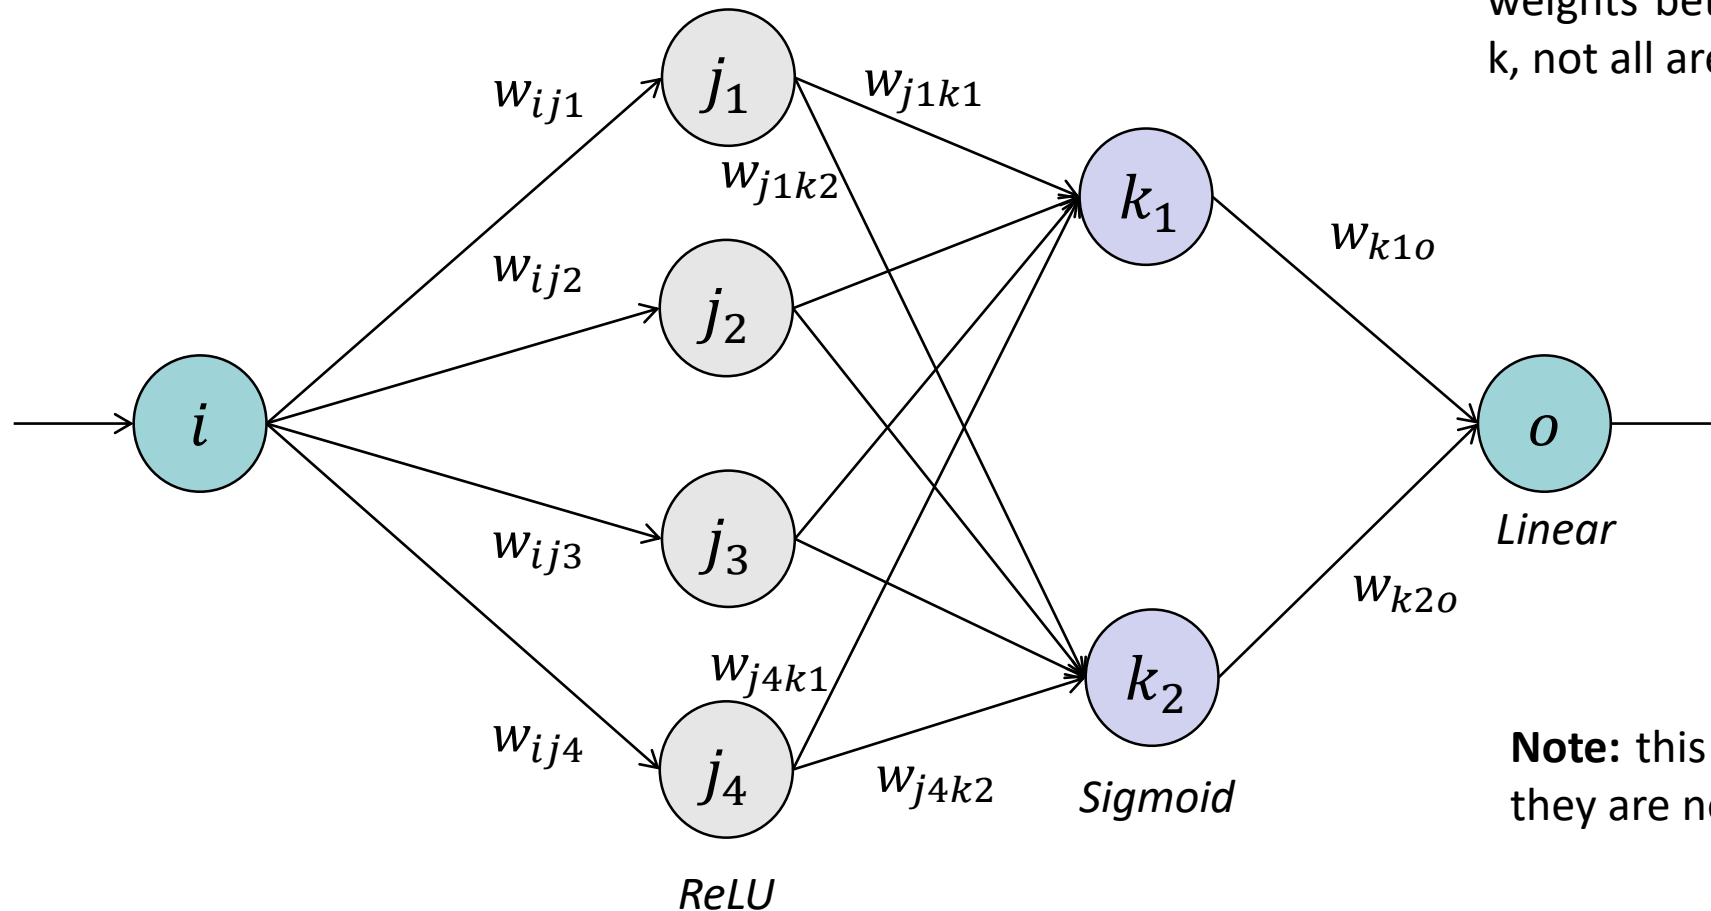 weights bet
k, not all are
w_{ij1}
j_1
w_{j1k1}
w_{j1k2}
k_1
w_{k1o}
w_{ij2}
j_2
i
o
Linear
w_{ij3}
j_3
w_{k2o}
w_{j4k1}
k_2
w_{ij4}
j_4
w_{j4k2}
Sigmoid
ReLU
Note: this
they are no